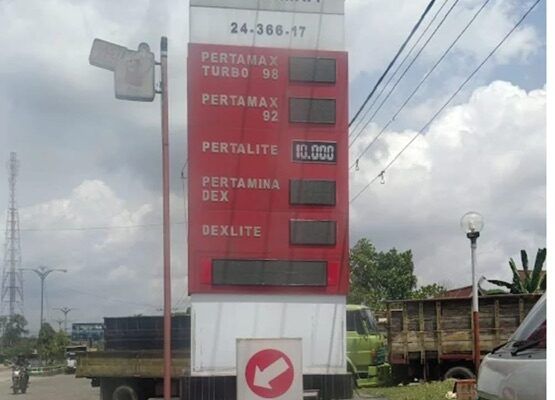 24-366-17
PERTAMAX
TURBO 98
PERTAMAX
92
PERTALITE 10.000
PERTAMINA
DEX
DEXLITE